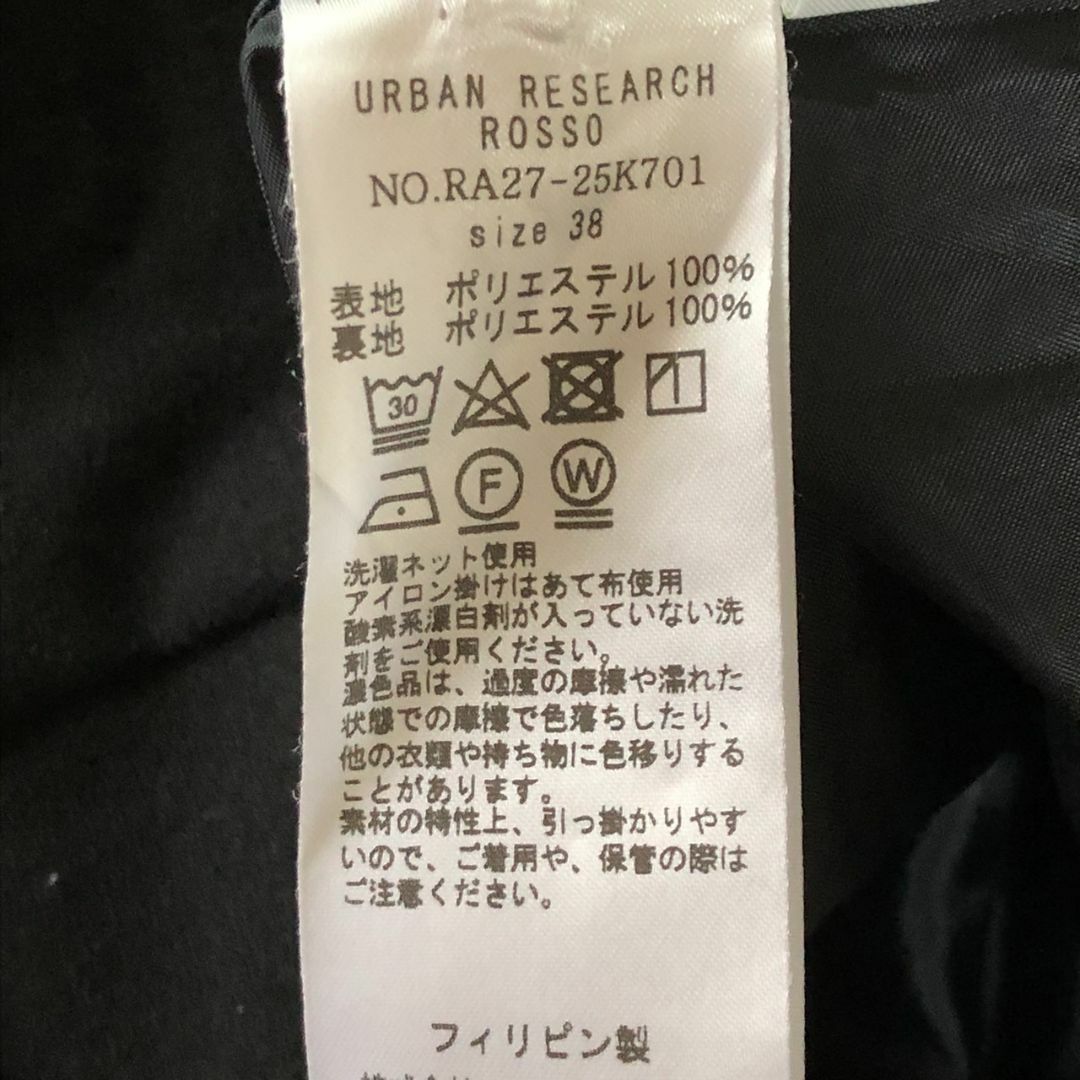 URBAN RESEARCH
ROSSO
NO.RA27-25K701
size 38
表地 ポリエステル100%
裏地 ポリエステル100%
30
F W
洗濯ネット使用
アイロン掛けはあて布使用
酸素系漂白剤が入っていない洗
剤をご使用ください。
濃色品は、過度の摩擦や濡れた
状態での摩擦で色落ちしたり、
他の衣類や持ち物に色移りする
ことがあります。
素材の特性上、引っ掛かりやす
いので、ご着用や、保管の際は
ご注意ください。
フィリピン製